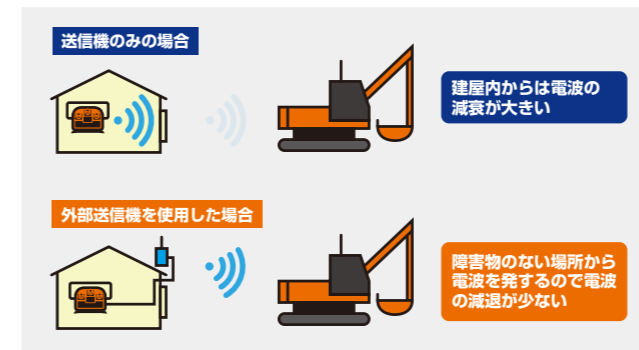 送信機のみの場合
建屋内からは電波の
減衰が大きい
外部送信機を使用した場合
障害物のない場所から
電波を発するので電波
の減退が少ない